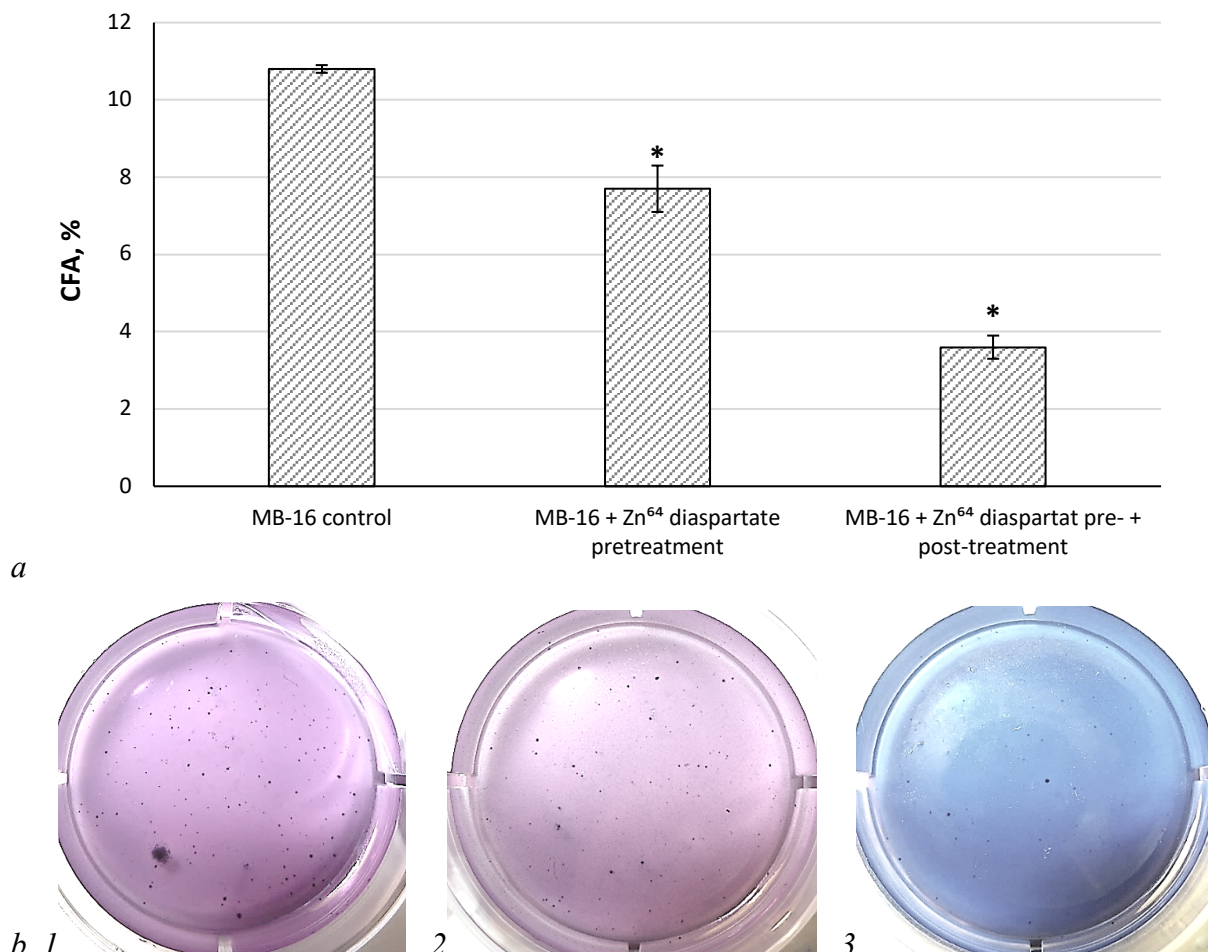 12
10
8
6
4
2
0
CFA, %
*
*
MB-16 control
MB-16 + Zn⁶⁴ diaspartate
pretreatment
MB-16 + Zn⁶⁴ diaspartat pre- +
post-treatment
a
b 1
2
3